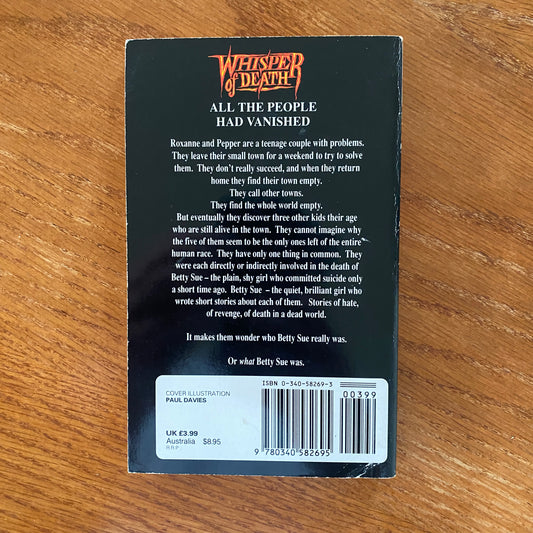 WHISPER
of DEATH
ALL THE PEOPLE
HAD VANISHED
Roxanne and Pepper are a teenage couple with problems.
They leave their small town for a weekend to try to solve
them. They don't really succeed, and when they return
home they find their town empty.
They call other towns.
They find the whole world empty.
But eventually they discover three other kids their age
who are still alive in the town. They cannot imagine why
the five of them seem to be the only ones left of the entire
human race. They have only one thing in common. They
were each directly or indirectly involved in the death of
Betty Sue – the plain, shy girl who committed suicide only
a short time ago. Betty Sue – the quiet, brilliant girl who
wrote short stories about each of them. Stories of hate,
of revenge, of death in a dead world.
It makes them wonder who Betty Sue really was.
Or what Betty Sue was.
COVER ILLUSTRATION
PAUL DAVIES
UK £3.99
Australia $8.95
R.R.P.
ISBN 0-340-58269-3
00399
9 780340 582695